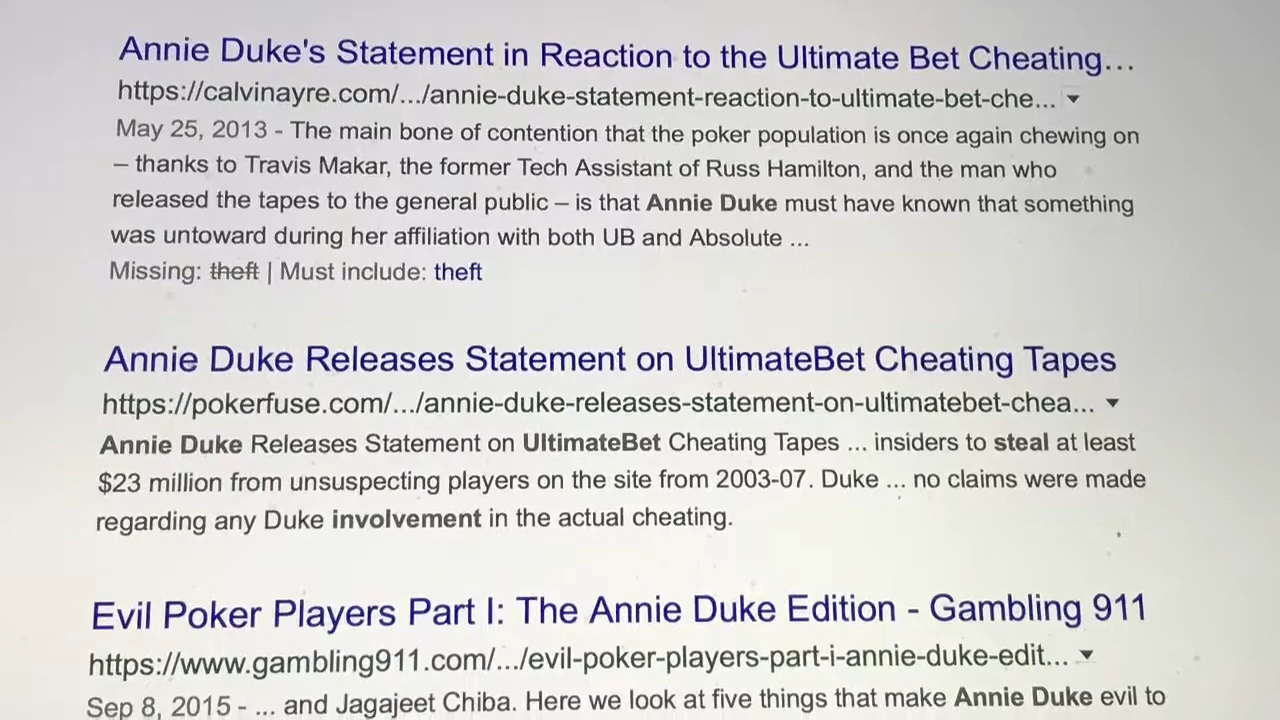 Annie Duke's Statement in Reaction to the Ultimate Bet Cheating...
https://calvinayre.com/.../annie-duke-statement-reaction-to-ultimate-bet-che...
May 25, 2013 - The main bone of contention that the poker population is once again chewing on
– thanks to Travis Makar, the former Tech Assistant of Russ Hamilton, and the man who
released the tapes to the general public – is that Annie Duke must have known that something
was untoward during her affiliation with both UB and Absolute ...
Missing: theft | Must include: theft
Annie Duke Releases Statement on UltimateBet Cheating Tapes
https://pokerfuse.com/.../annie-duke-releases-statement-on-ultimatebet-chea...
Annie Duke Releases Statement on UltimateBet Cheating Tapes ... insiders to steal at least
$23 million from unsuspecting players on the site from 2003-07. Duke ... no claims were made
regarding any Duke involvement in the actual cheating.
Evil Poker Players Part I: The Annie Duke Edition - Gambling 911
https://www.gambling911.com/.../evil-poker-players-part-i-annie-duke-edit...
Sep 8, 2015 - ... and Jagajeet Chiba. Here we look at five things that make Annie Duke evil to